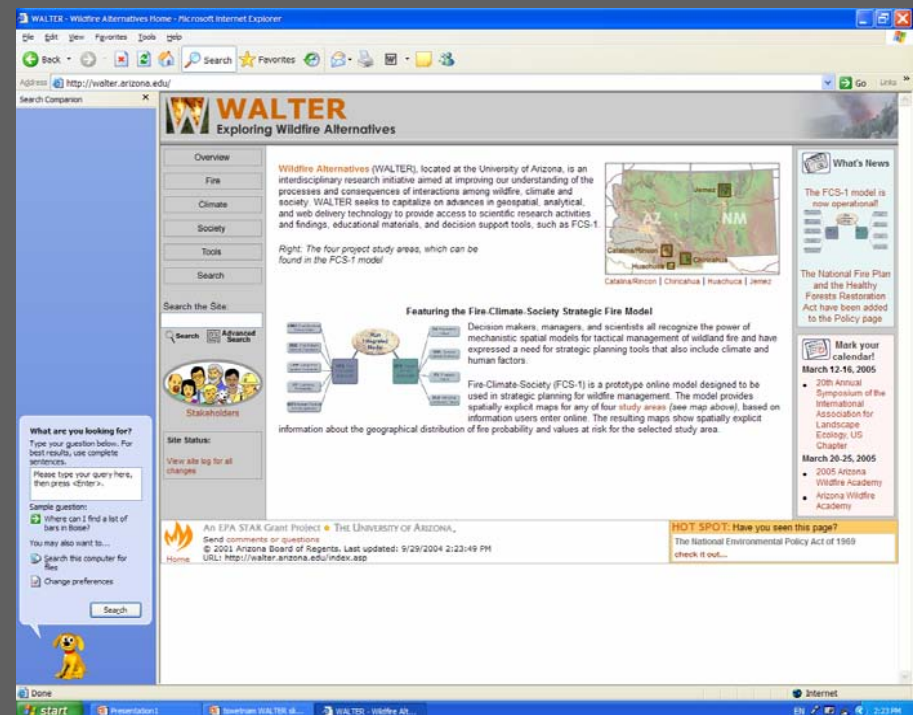 WALTER - Wildfire Alternatives Home - Microsoft Internet Explorer
File Edit View Favorites Tools Help
Back Search Favorites
Address http://walter.arizona.edu/ Go Links
Search Companion
WALTER
Exploring Wildfire Alternatives
Overview
Fire
Climate
Society
Tools
Search
Search the Site:
Search Advanced Search
Stakeholders
Site Status:
View site log for all
changes
Wildfire Alternatives (WALTER), located at the University of Arizona, is an
interdisciplinary research initiative aimed at improving our understanding of the
processes and consequences of interactions among wildfire, climate and
society. WALTER seeks to capitalize on advances in geospatial, analytical,
and web delivery technology to provide access to scientific research activities
and findings, educational materials, and decision support tools, such as FCS-1.
Right: The four project study areas, which can be
found in the FCS-1 model
Jemez
AZ NM
Catalina/Rincon
Huachuca Chiricahua
Catalina/Rincon | Chiricahua | Huachuca | Jemez
Featuring the Fire-Climate-Society Strategic Fire Model
Decision makers, managers, and scientists all recognize the power of
mechanistic spatial models for tactical management of wildland fire and have
expressed a need for strategic planning tools that also include climate and
human factors.
Fire-Climate-Society (FCS-1) is a prototype online model designed to be
used in strategic planning for wildfire management. The model provides
spatially explicit maps for any of four study areas (see map above), based on
information users enter online. The resulting maps show spatially explicit
information about the geographical distribution of fire probability and values at risk for the selected study area.
What's News
The FCS-1 model is
now operational!
The National Fire Plan
and the Healthy
Forests Restoration
Act have been added
to the Policy page
Mark your
calendar!
March 12-16, 2005
20th Annual
Symposium of the
International
Association for
Landscape
Ecology, US
Chapter
March 20-25, 2005
2005 Arizona
Wildfire Academy
Arizona Wildfire
Academy
What are you looking for?
Type your question below. For
best results, use complete
sentences.
Please type your query here,
then press <Enter>.
Sample question:
Where can I find a list of
bars in Boise?
You may also want to...
Search this computer for
files
Change preferences
Search
Home
An EPA STAR Grant Project • THE UNIVERSITY OF ARIZONA.
Send comments or questions
© 2001 Arizona Board of Regents. Last updated: 9/29/2004 2:23:49 PM
URL: http://walter.arizona.edu/index.asp
HOT SPOT: Have you seen this page?
The National Environmental Policy Act of 1969
check it out...
Done Internet
start Presentation1 WALTER - Wildfire Alt... EN 2:23 PM